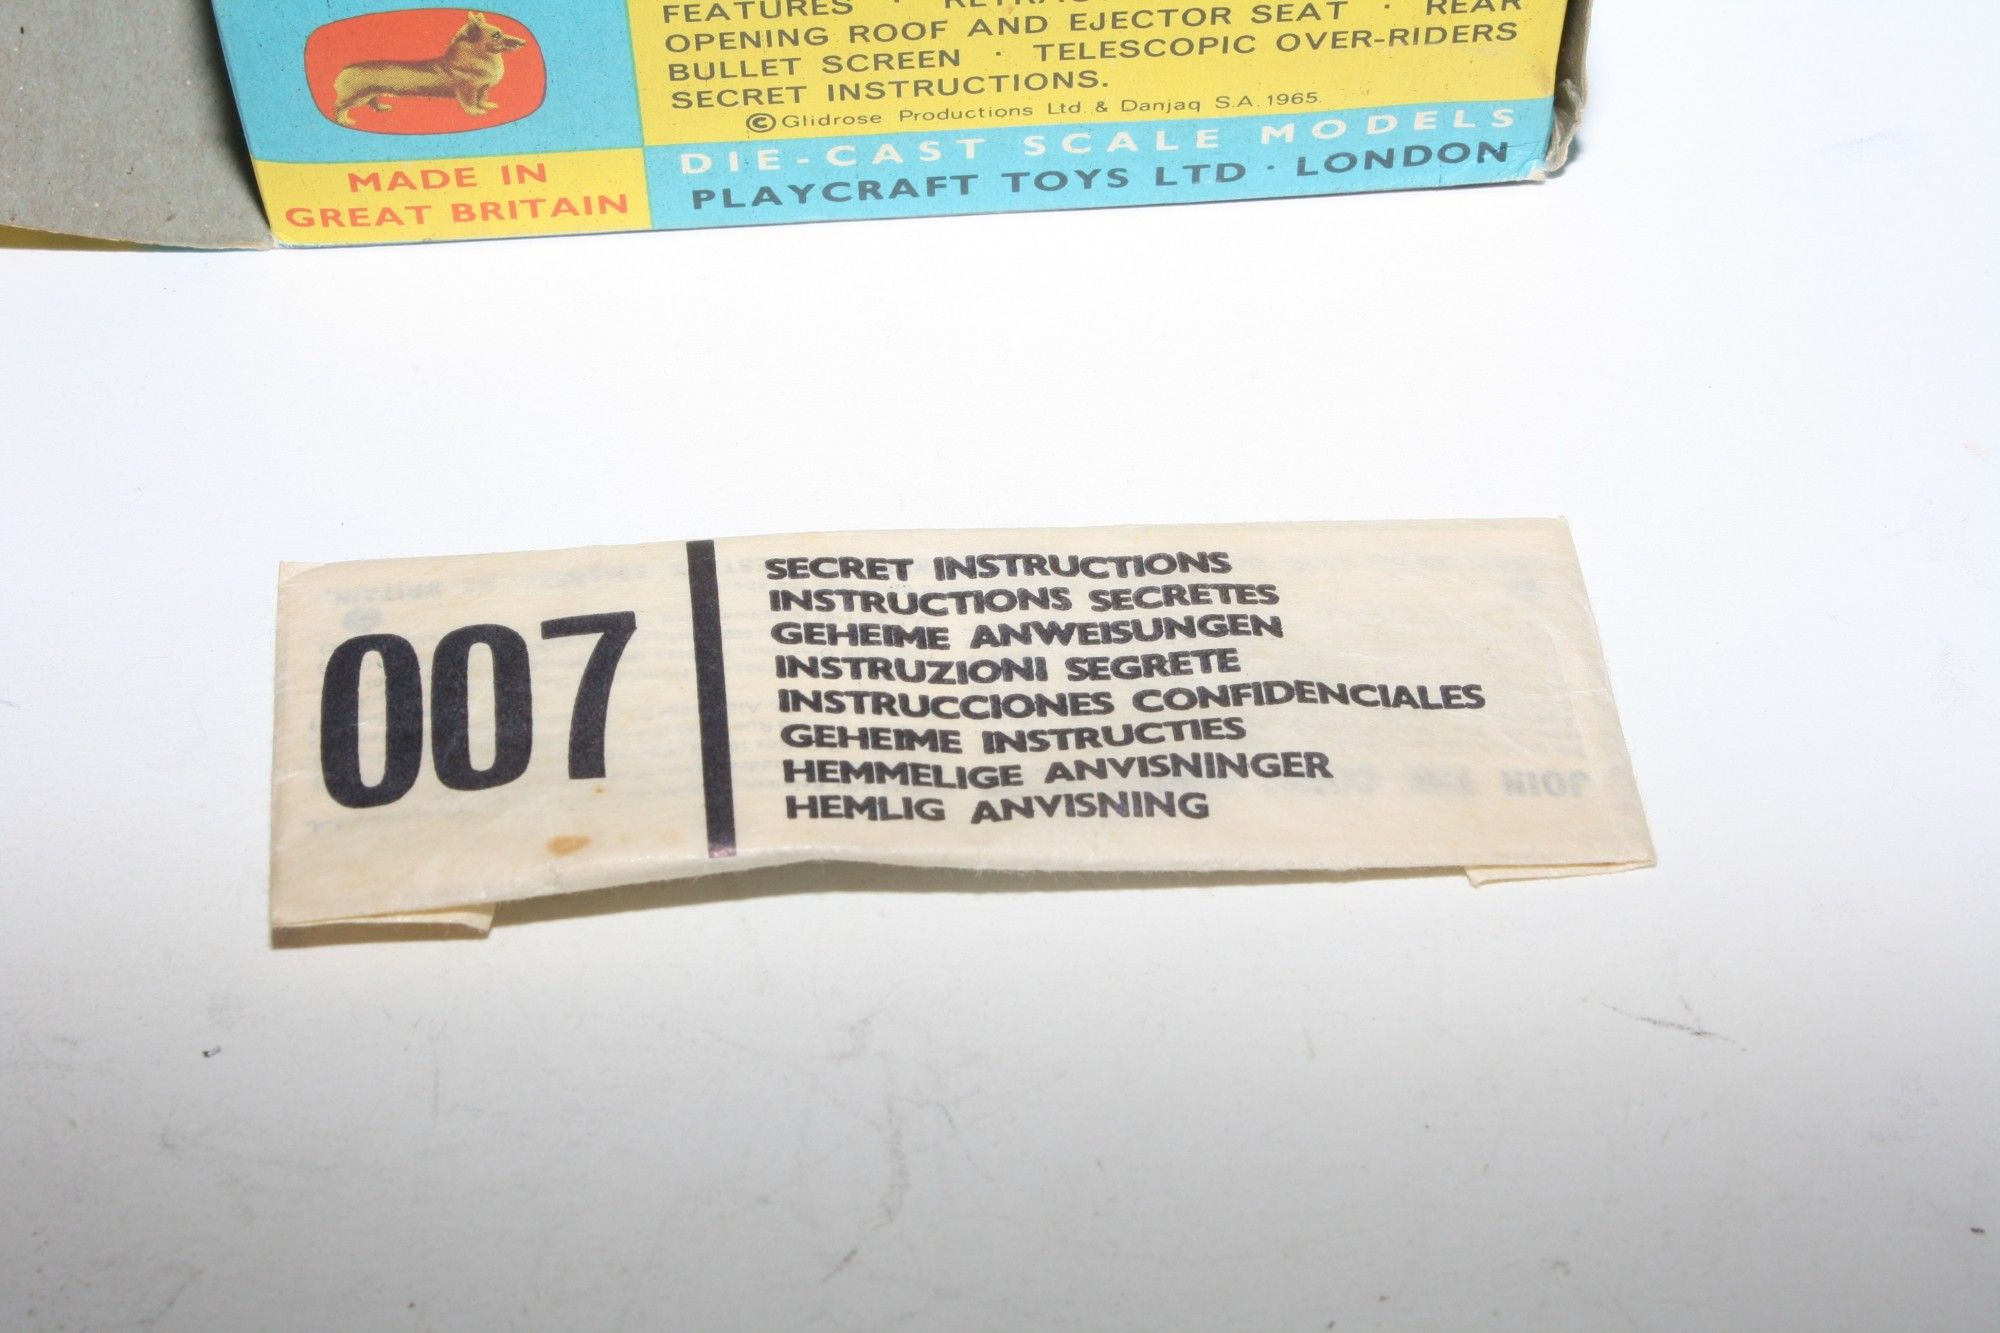 FEATURES ·
OPENING ROOF AND EJECTOR SEAT · REAR
BULLET SCREEN · TELESCOPIC OVER-RIDERS
SECRET INSTRUCTIONS.
©Glidrose Productions Ltd. & Danjaq S.A. 1965.
MADE IN
GREAT BRITAIN
DIE-CAST SCALE MODELS
PLAYCRAFT TOYS LTD · LONDON
007
SECRET INSTRUCTIONS
INSTRUCTIONS SECRETES
GEHEIME ANWEISUNGEN
INSTRUZIONI SEGRETE
INSTRUCCIONES CONFIDENCIALES
GEHEIME INSTRUCTIES
HEMMELIGE ANVISNINGER
HEMLIG ANVISNING